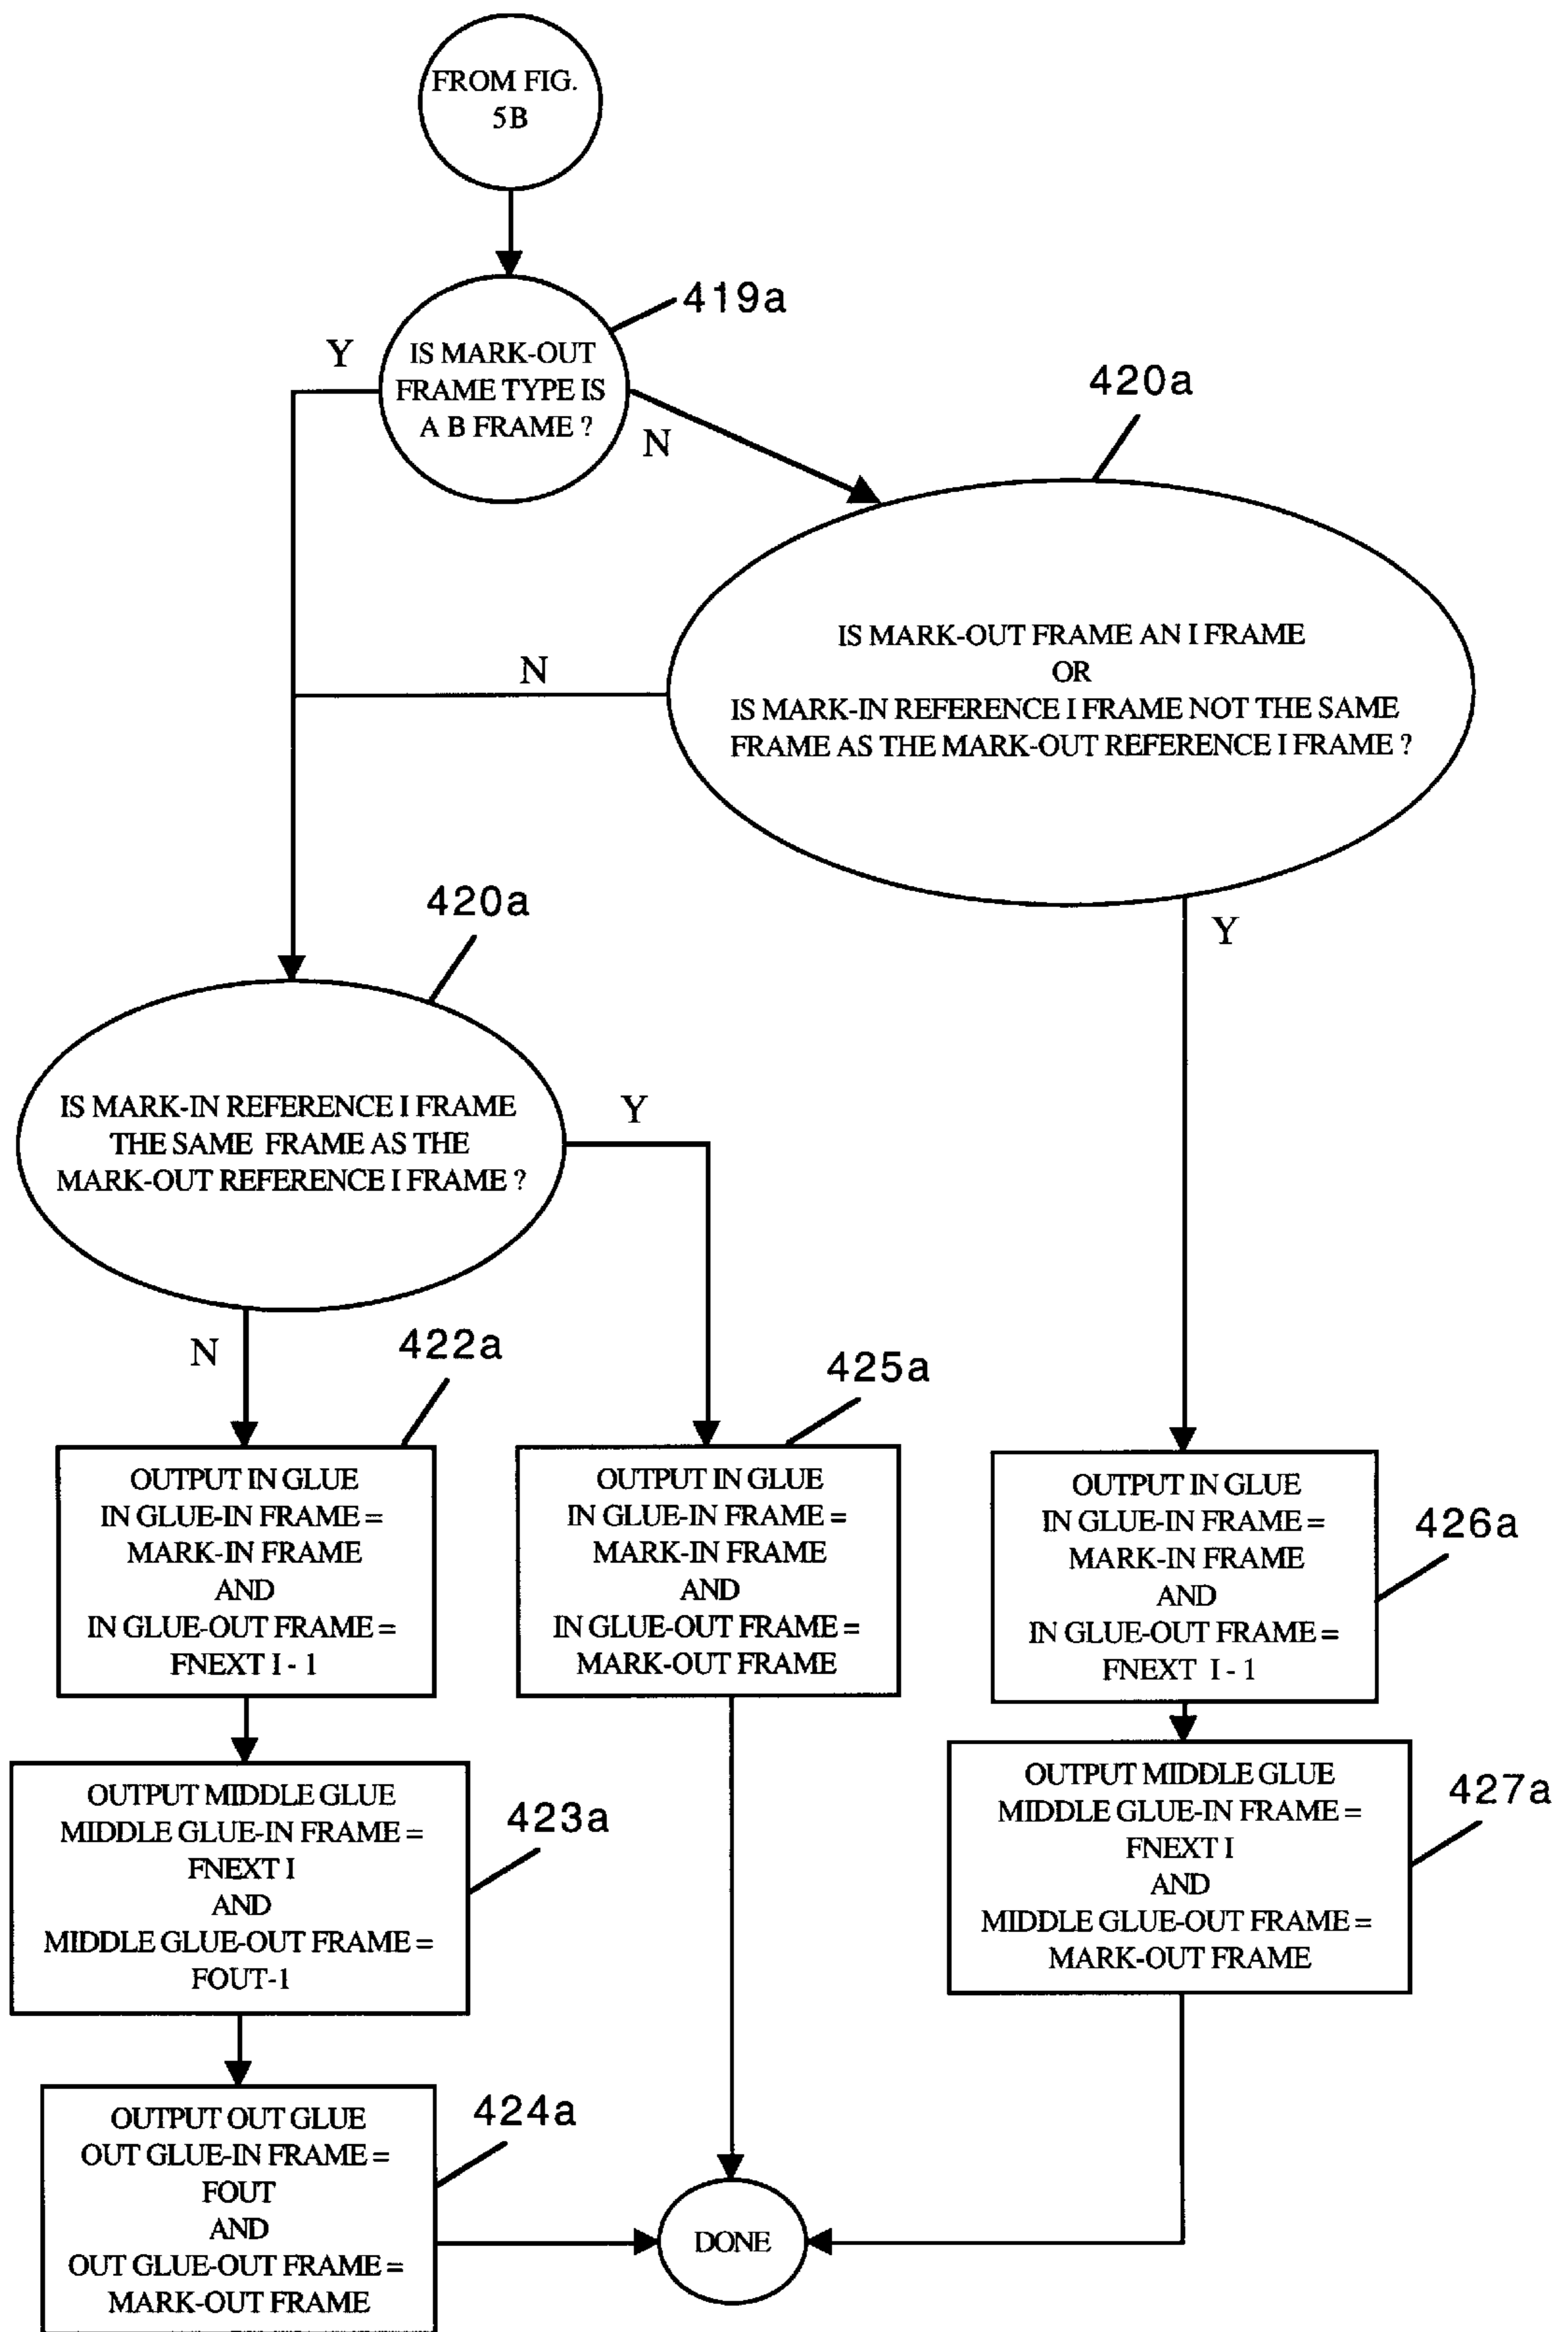 FROM FIG.
5B
419a
Y
IS MARK-OUT
FRAME TYPE IS
A B FRAME ?
N
420a
IS MARK-OUT FRAME AN I FRAME
OR
IS MARK-IN REFERENCE I FRAME NOT THE SAME
FRAME AS THE MARK-OUT REFERENCE I FRAME ?
N
Y
420a
IS MARK-IN REFERENCE I FRAME
THE SAME FRAME AS THE
MARK-OUT REFERENCE I FRAME ?
Y
N
422a
OUTPUT IN GLUE
IN GLUE-IN FRAME =
MARK-IN FRAME
AND
IN GLUE-OUT FRAME =
FNEXT I - 1
425a
OUTPUT IN GLUE
IN GLUE-IN FRAME =
MARK-IN FRAME
AND
IN GLUE-OUT FRAME =
MARK-OUT FRAME
426a
OUTPUT IN GLUE
IN GLUE-IN FRAME =
MARK-IN FRAME
AND
IN GLUE-OUT FRAME =
FNEXT I - 1
423a
OUTPUT MIDDLE GLUE
MIDDLE GLUE-IN FRAME =
FNEXT I
AND
MIDDLE GLUE-OUT FRAME =
FOUT-1
427a
OUTPUT MIDDLE GLUE
MIDDLE GLUE-IN FRAME =
FNEXT I
AND
MIDDLE GLUE-OUT FRAME =
MARK-OUT FRAME
424a
OUTPUT OUT GLUE
OUT GLUE-IN FRAME =
FOUT
AND
OUT GLUE-OUT FRAME =
MARK-OUT FRAME
DONE